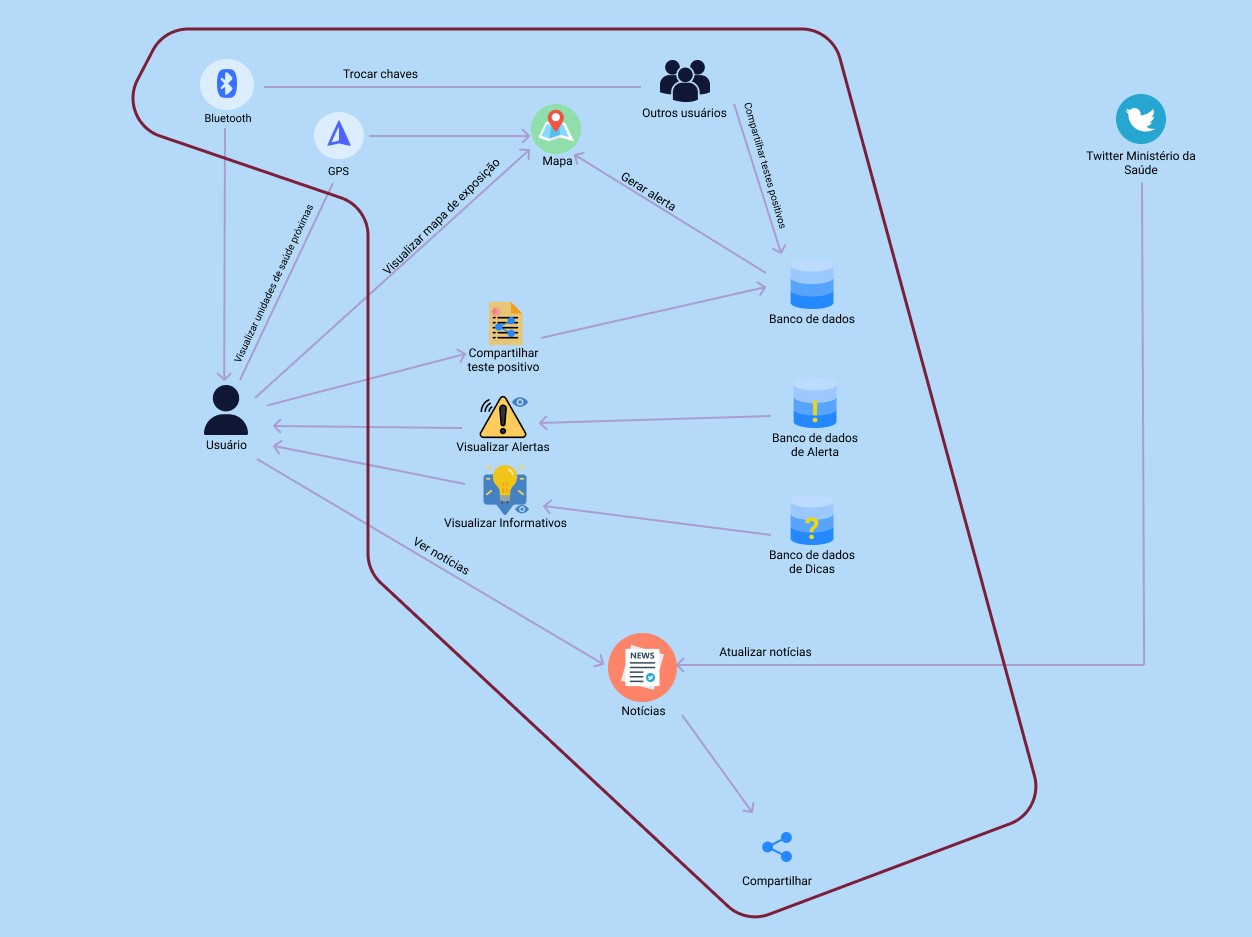 Trocar chaves
Bluetooth
Outros usuários
GPS
Mapa
Compartilhar testes positivos
Twitter Ministério da
Saúde
Gerar alerta
Visualizar mapa de exposição
Visualizar unidades de saúde próximas
Banco de dados
Compartilhar
teste positivo
Usuário
Visualizar Alertas
Banco de dados
de Alerta
!
Visualizar Informativos
?
Banco de dados
de Dicas
Ver notícias
NEWS
Atualizar notícias
Notícias
Compartilhar